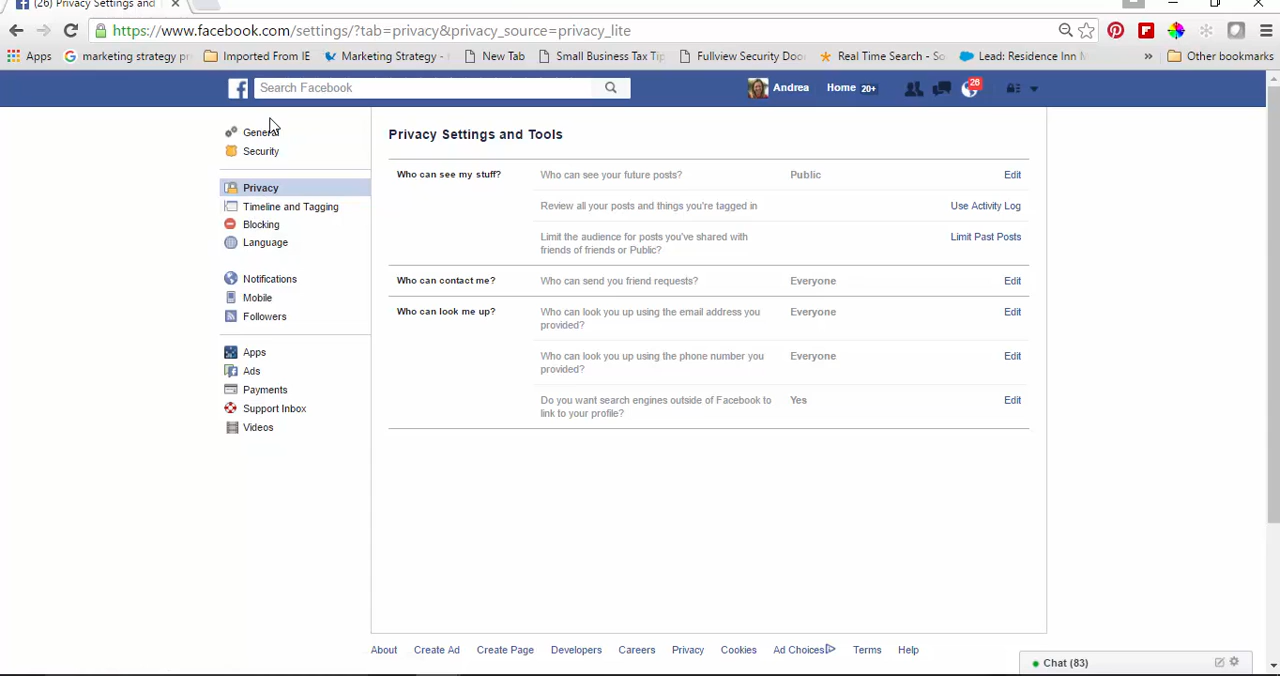 (26) Privacy Settings and
https://www.facebook.com/settings/?tab=privacy&privacy_source=privacy_lite
Apps marketing strategy pr Imported From IE Marketing Strategy - New Tab Small Business Tax Tip Fullview Security Doo Real Time Search - So Lead: Residence Inn M » Other bookmarks
Search Facebook Andrea Home 20+ 26
General
Security
Privacy
Timeline and Tagging
Blocking
Language
Notifications
Mobile
Followers
Apps
Ads
Payments
Support Inbox
Videos
Privacy Settings and Tools
Who can see my stuff? Who can see your future posts? Public Edit
Review all your posts and things you're tagged in Use Activity Log
Limit the audience for posts you've shared with Limit Past Posts
friends of friends or Public?
Who can contact me? Who can send you friend requests? Everyone Edit
Who can look me up? Who can look you up using the email address you Everyone Edit
provided?
Who can look you up using the phone number you Everyone Edit
provided?
Do you want search engines outside of Facebook to Yes Edit
link to your profile?
About Create Ad Create Page Developers Careers Privacy Cookies Ad Choices Terms Help
Chat (83)